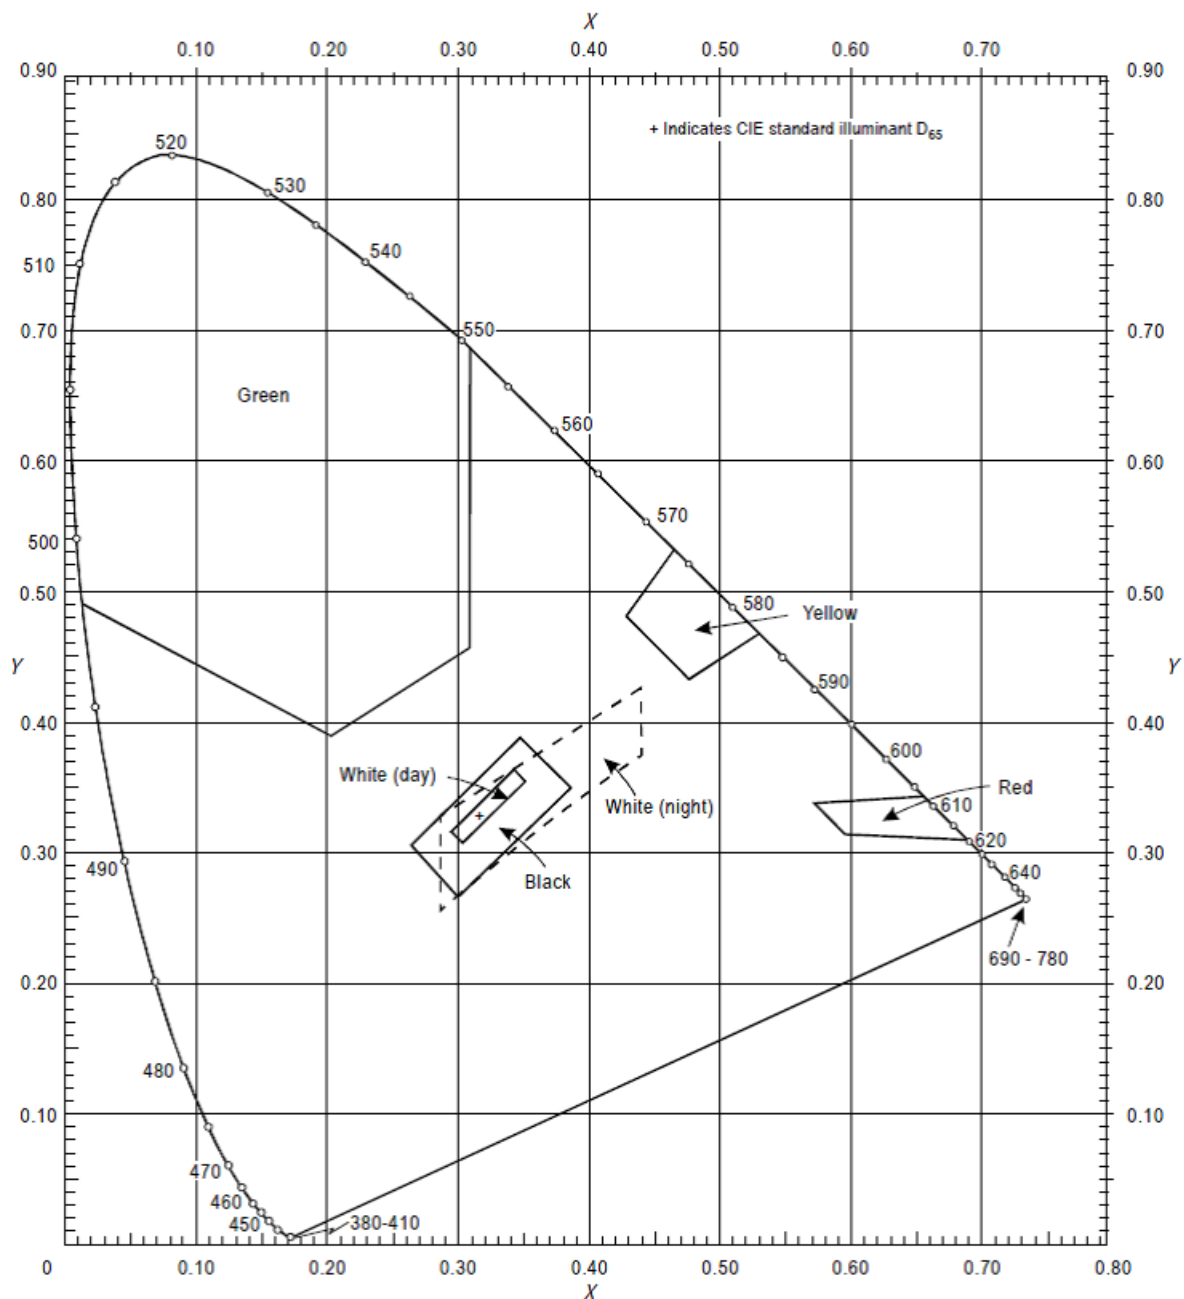 X
0.10 0.20 0.30 0.40 0.50 0.60 0.70
0.90 0.90
+ Indicates CIE standard illuminant D65
520
530
0.80 0.80
540
510
0.70 550 0.70
Green
560
0.60 0.60
570
500
0.50 0.50
580
Yellow
Y Y
590
0.40 0.40
600
White (day)
Red
White (night)
610
0.30 620 0.30
490
Black
640
690 - 780
0.20 0.20
480
0.10 0.10
470
460
450 380-410
0 0.10 0.20 0.30 0.40 0.50 0.60 0.70 0.80
X